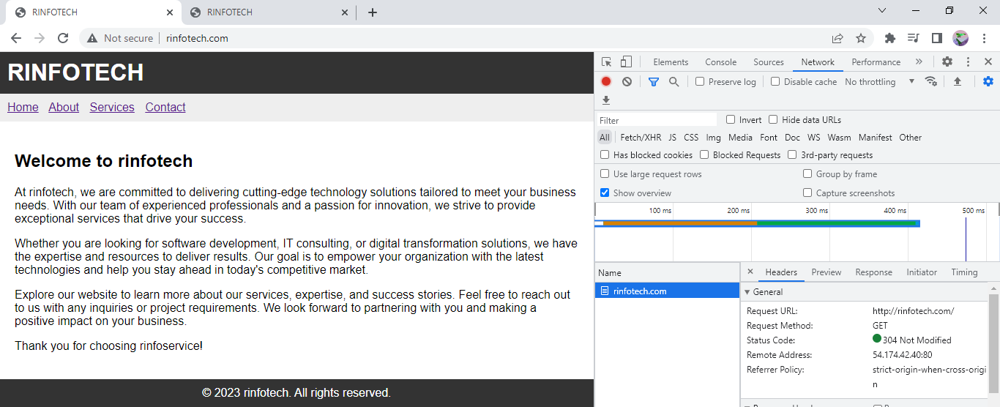 RINFOTECH
RINFOTECH
Not secure
rinfotech.com
RINFOTECH
Home About Services Contact
Welcome to rinfotech
At rinfotech, we are committed to delivering cutting-edge technology solutions tailored to meet your business
needs. With our team of experienced professionals and a passion for innovation, we strive to provide
exceptional services that drive your success.
Whether you are looking for software development, IT consulting, or digital transformation solutions, we have
the expertise and resources to deliver results. Our goal is to empower your organization with the latest
technologies and help you stay ahead in today's competitive market.
Explore our website to learn more about our services, expertise, and success stories. Feel free to reach out
to us with any inquiries or project requirements. We look forward to partnering with you and making a
positive impact on your business.
Thank you for choosing rinfoservice!
© 2023 rinfotech. All rights reserved.
Elements Console Sources Network Performance
Preserve log Disable cache No throttling
Filter Invert Hide data URLs
All Fetch/XHR JS CSS Img Media Font Doc WS Wasm Manifest Other
Has blocked cookies Blocked Requests 3rd-party requests
Use large request rows Group by frame
Show overview Capture screenshots
100 ms 200 ms 300 ms 400 ms 500 ms
Name
rinfotech.com
Headers Preview Response Initiator Timing
General
Request URL: http://rinfotech.com/
Request Method: GET
Status Code: 304 Not Modified
Remote Address: 54.174.42.40:80
Referrer Policy: strict-origin-when-cross-origi
n